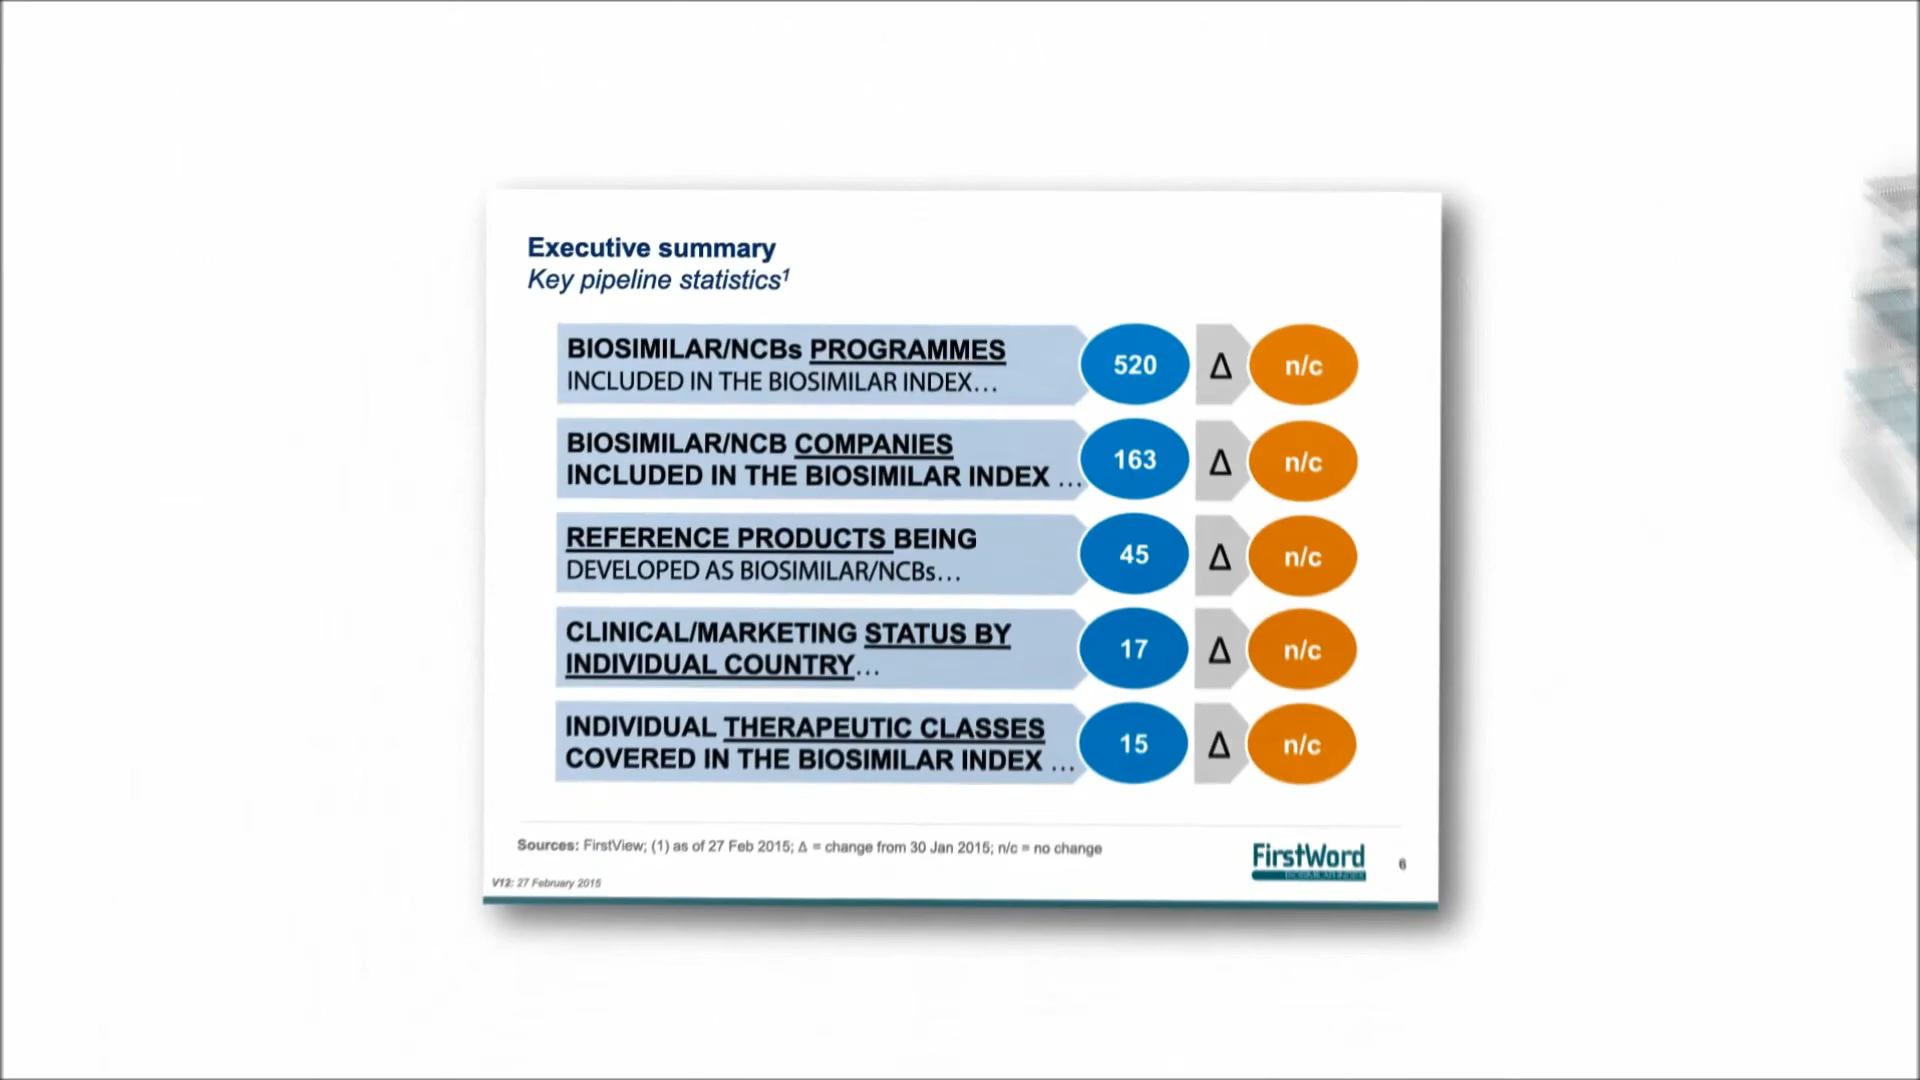 Executive summary
Key pipeline statistics¹
BIOSIMILAR/NCBs PROGRAMMES
INCLUDED IN THE BIOSIMILAR INDEX…
520
Δ
n/c
BIOSIMILAR/NCB COMPANIES
INCLUDED IN THE BIOSIMILAR INDEX …
163
Δ
n/c
REFERENCE PRODUCTS BEING
DEVELOPED AS BIOSIMILAR/NCBs…
45
Δ
n/c
CLINICAL/MARKETING STATUS BY
INDIVIDUAL COUNTRY…
17
Δ
n/c
INDIVIDUAL THERAPEUTIC CLASSES
COVERED IN THE BIOSIMILAR INDEX …
15
Δ
n/c
Sources: FirstView; (1) as of 27 Feb 2015; Δ = change from 30 Jan 2015; n/c = no change
FirstWord
BIOSIMILAR INDEX
6
V12: 27 February 2015